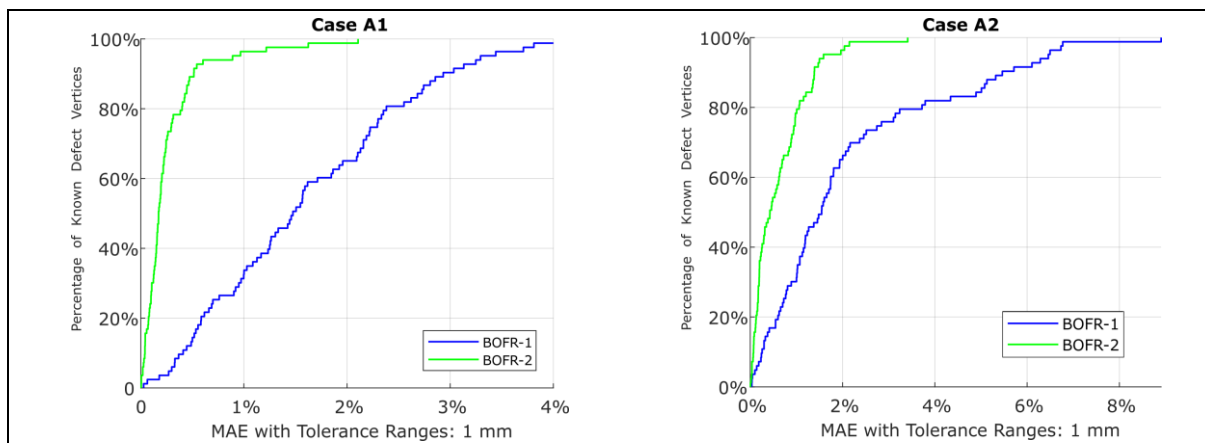 Case A1
100%
80%
60%
40%
20%
0
Percentage of Known Defect Vertices
BOFR-1
BOFR-2
0
1%
2%
3%
4%
MAE with Tolerance Ranges: 1 mm
Case A2
100%
80%
60%
40%
20%
0%
Percentage of Known Defect Vertices
BOFR-1
BOFR-2
0%
2%
4%
6%
8%
MAE with Tolerance Ranges: 1 mm